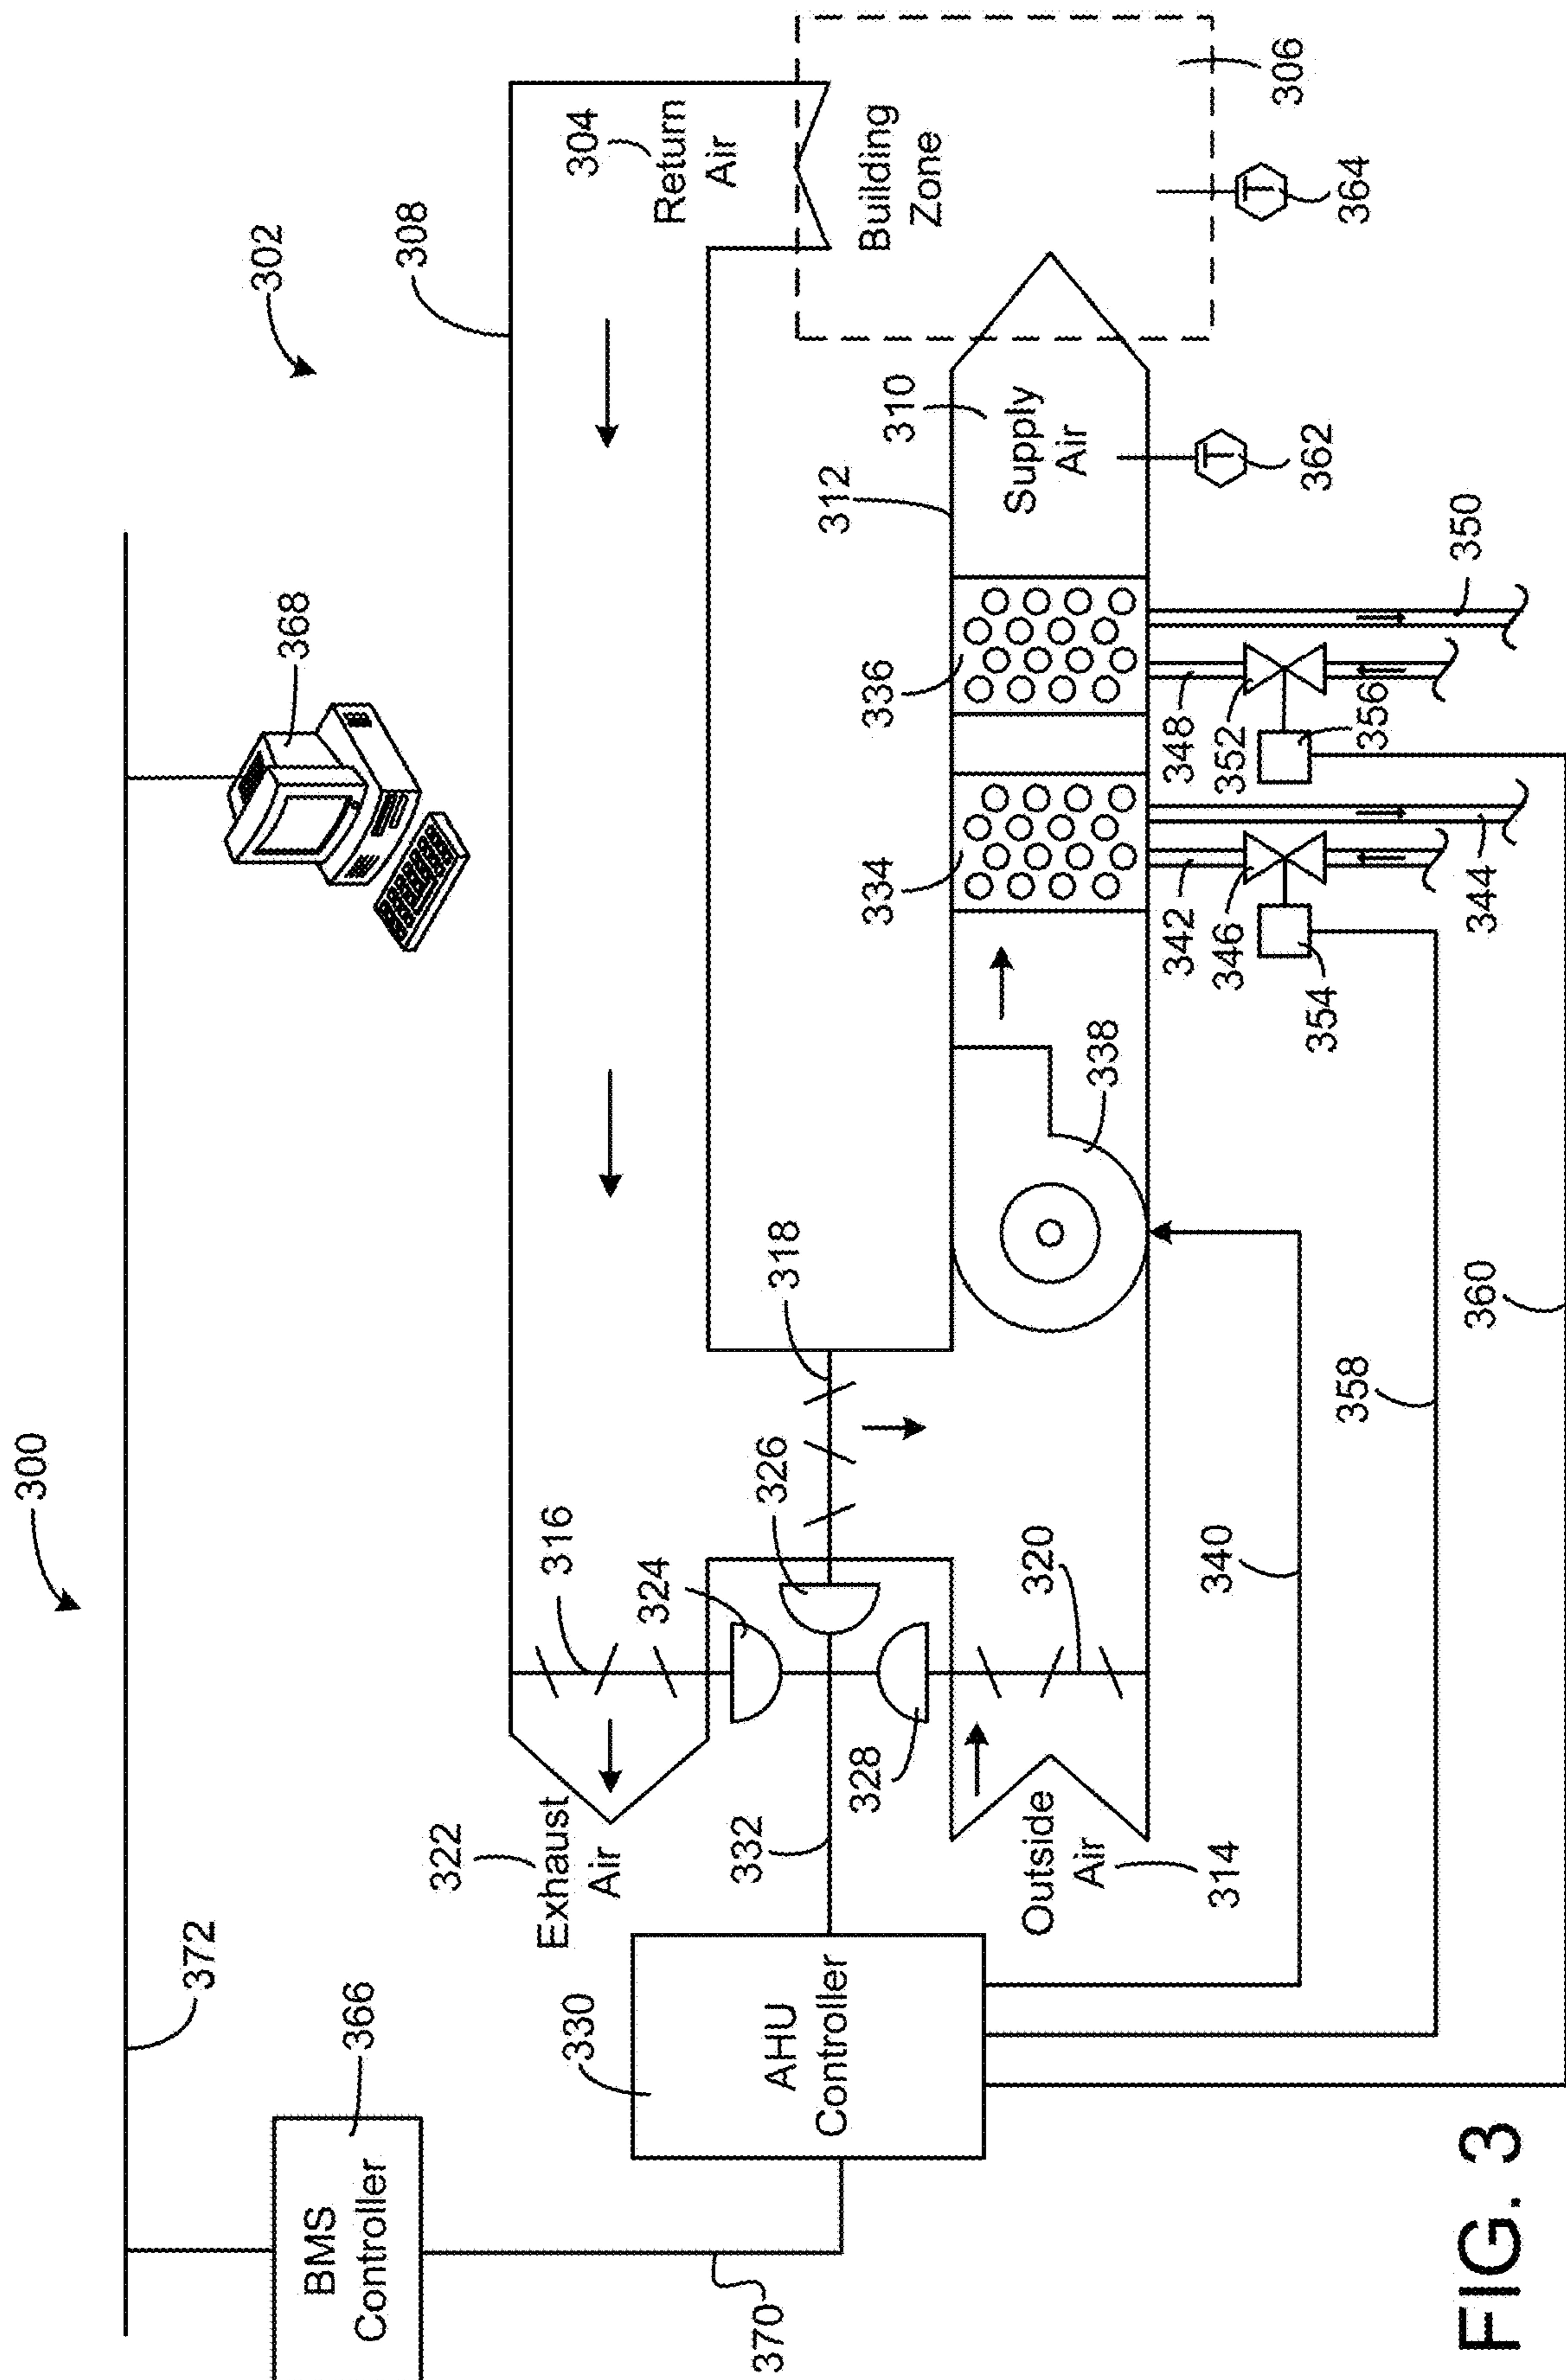 300
372
BMS
Controller
366
370
368
302
308
304
Return
Air
322
Exhaust
Air
316
324
326
318
332
328
330
AHU
Controller
Outside
Air
314
320
338
334
336
312
310
Supply
Air
Building
Zone
306
364
362
342
346
354
344
348
352
356
350
340
358
360
T
T
FIG. 3